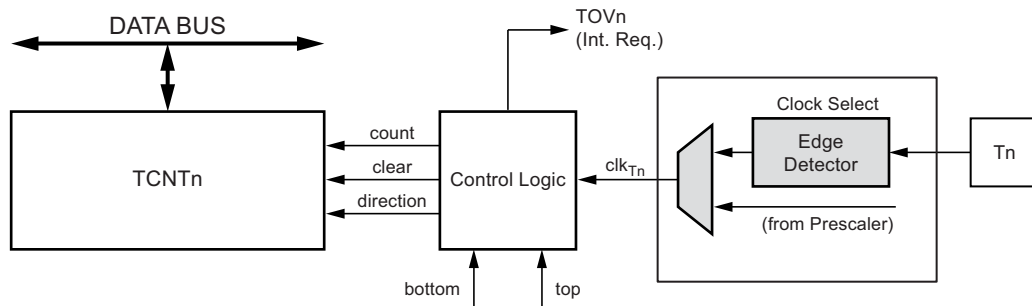 DATA BUS
TOVn
(Int. Req.)
TCNTn
count
clear
direction
Control Logic
clkTn
Clock Select
Edge
Detector
Tn
(from Prescaler)
bottom
top